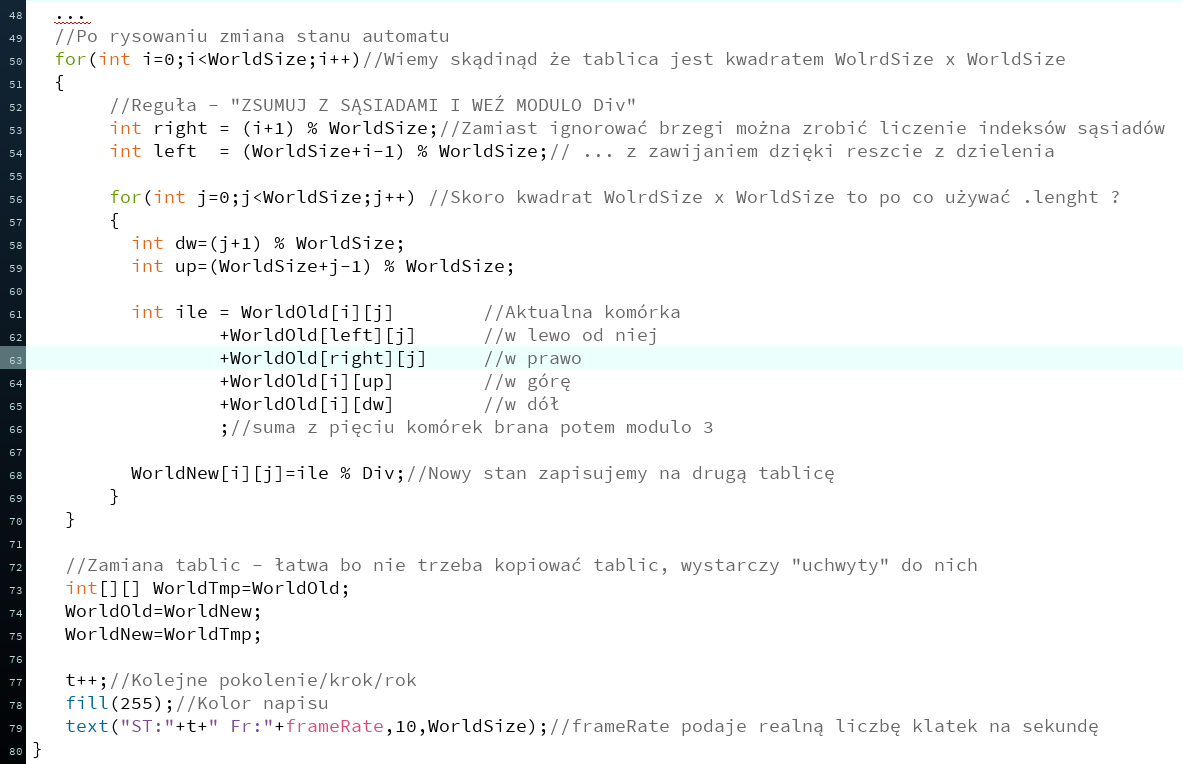 48 ...
49 //Po rysowaniu zmiana stanu automatu
50 for(int i=0;i<WorldSize;i++)//Wiemy skądinąd że tablica jest kwadratem WolrdSize x WorldSize
51 {
52 //Reguła - "ZSUMUJ Z SĄSIADAMI I WEŹ MODULO Div"
53 int right = (i+1) % WorldSize;//Zamiast ignorować brzegi można zrobić liczenie indeksów sąsiadów
54 int left  = (WorldSize+i-1) % WorldSize;// ... z zawijaniem dzięki reszcie z dzielenia
55
56 for(int j=0;j<WorldSize;j++) //Skoro kwadrat WolrdSize x WorldSize to po co używać .lenght ?
57 {
58 int dw=(j+1) % WorldSize;
59 int up=(WorldSize+j-1) % WorldSize;
60
61 int ile = WorldOld[i][j] //Aktualna komórka
62 +WorldOld[left][j] //w lewo od niej
63 +WorldOld[right][j] //w prawo
64 +WorldOld[i][up] //w górę
65 +WorldOld[i][dw] //w dół
66 ;//suma z pięciu komórek brana potem modulo 3
67
68 WorldNew[i][j]=ile % Div;//Nowy stan zapisujemy na drugą tablicę
69 }
70 }
71
72 //Zamiana tablic - łatwa bo nie trzeba kopiować tablic, wystarczy "uchwyty" do nich
73 int[][] WorldTmp=WorldOld;
74 WorldOld=WorldNew;
75 WorldNew=WorldTmp;
76
77 t++;//Kolejne pokolenie/krok/rok
78 fill(255);//Kolor napisu
79 text("ST:"+t+" Fr:"+frameRate,10,WorldSize);//frameRate podaje realną liczbę klatek na sekundę
80 }